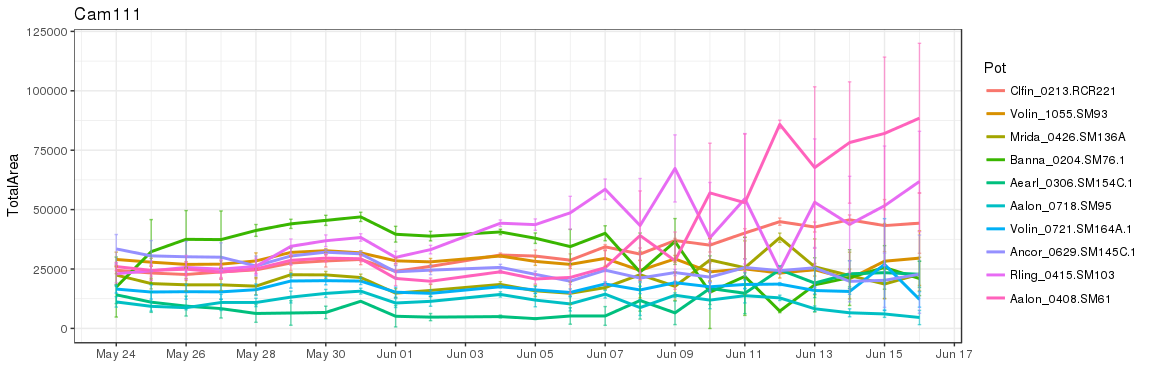 Cam111
TotalArea
125000
100000
75000
50000
25000
0
May 24
May 26
May 28
May 30
Jun 01
Jun 03
Jun 05
Jun 07
Jun 09
Jun 11
Jun 13
Jun 15
Jun 17
Pot
Clfin_0213.RCR221
Volin_1055.SM93
Mrida_0426.SM136A
Banna_0204.SM76.1
Aearl_0306.SM154C.1
Aalon_0718.SM95
Volin_0721.SM164A.1
Ancor_0629.SM145C.1
Rling_0415.SM103
Aalon_0408.SM61